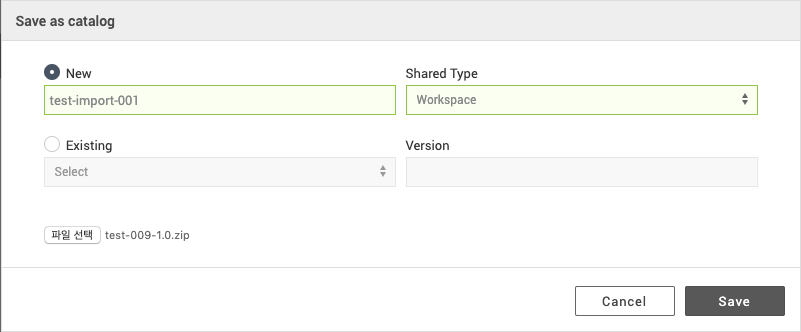 Save as catalog
New
Shared Type
test-import-001
Workspace
Existing
Version
Select
파일 선택 test-009-1.0.zip
Cancel
Save